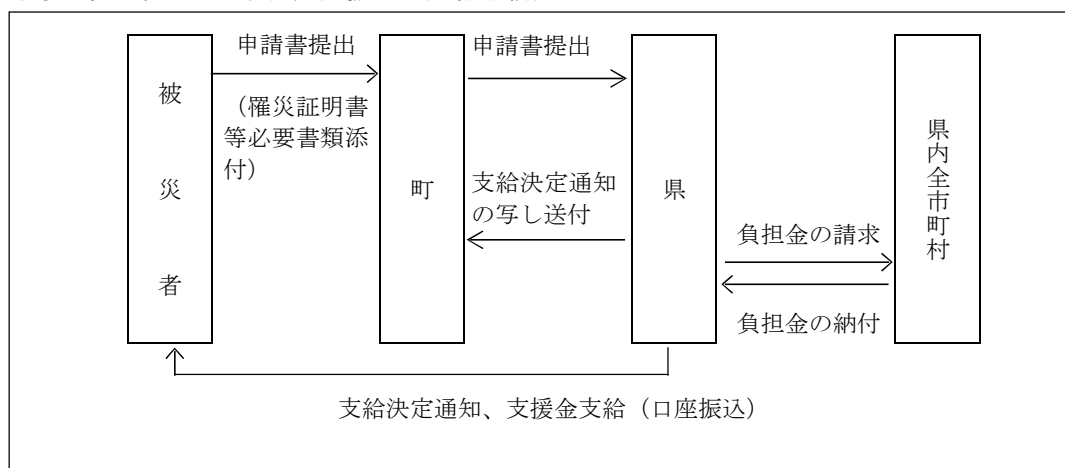 申請書提出
申請書提出
被災者
（罹災証明書
等必要書類添
付）
町
支給決定通知
の写し送付
県
負担金の請求
負担金の納付
県内全市町村
支給決定通知、支援金支給（口座振込）